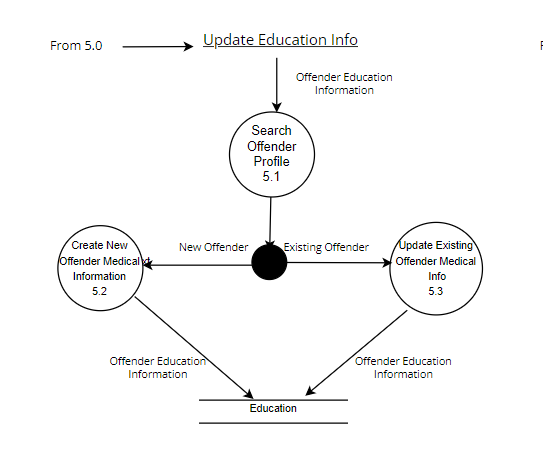 From 5.0
Update Education Info
Offender Education
Information
Search
Offender
Profile
5.1
New Offender
Existing Offender
Create New
Offender Medical
Information
5.2
Update Existing
Offender Medical
Info
5.3
Offender Education
Information
Offender Education
Information
Education